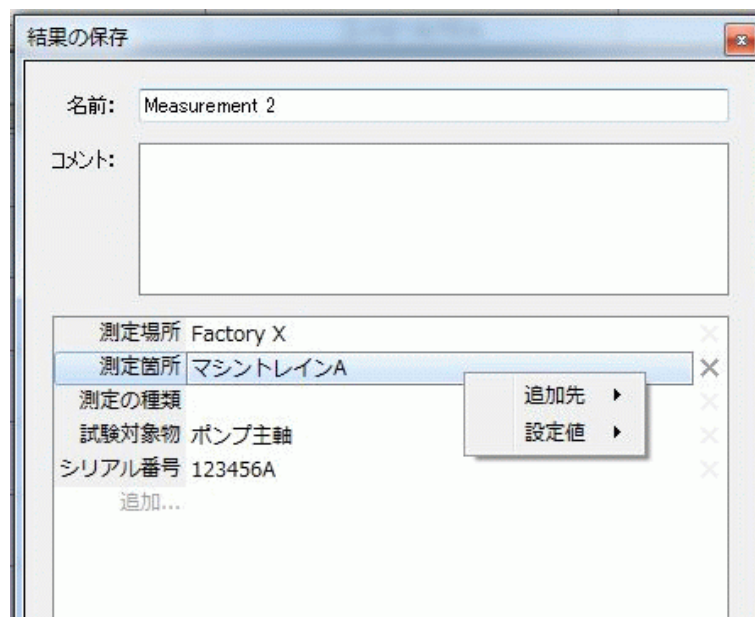 結果の保存
名前: Measurement 2
コメント:
測定場所 Factory X
測定箇所 マシントレインA
追加先
測定の種類
設定値
試験対象物 ポンプ主軸
シリアル番号 123456A
追加...